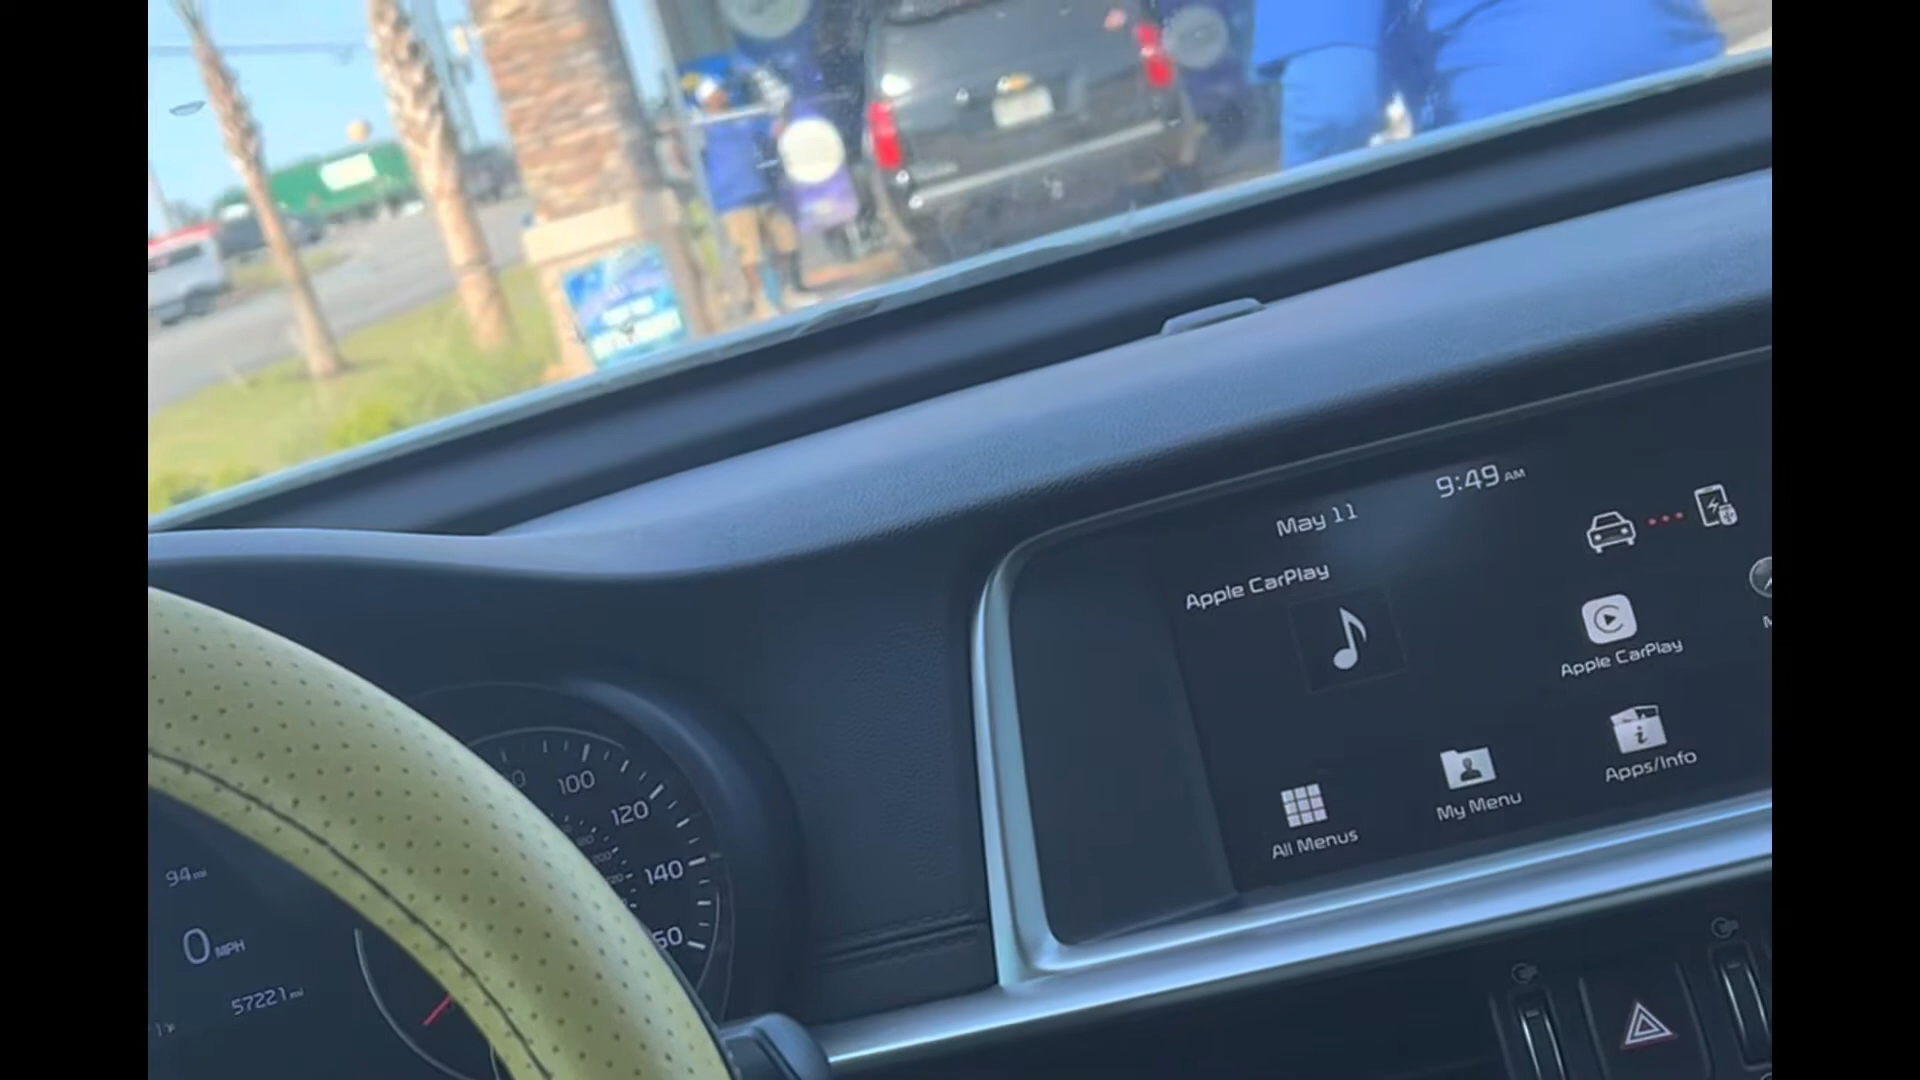 9:49 AM
May 11
Apple CarPlay
Apple CarPlay
Apps/Info
My Menu
All Menus
100
120
140
94 mi
0 MPH
57221 mi